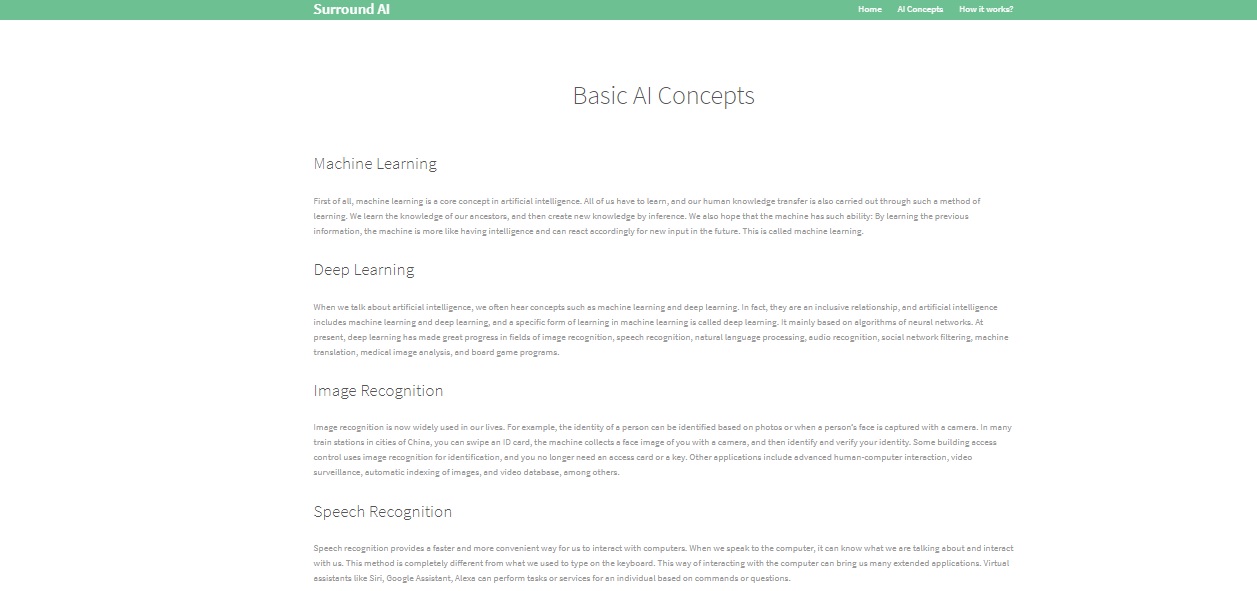 Surround AI
Home AI Concepts How it works?
Basic AI Concepts
Machine Learning
First of all, machine learning is a core concept in artificial intelligence. All of us have to learn, and our human knowledge transfer is also carried out through such a method of
learning. We learn the knowledge of our ancestors, and then create new knowledge by inference. We also hope that the machine has such ability: By learning the previous
information, the machine is more like having intelligence and can react accordingly for new input in the future. This is called machine learning.
Deep Learning
When we talk about artificial intelligence, we often hear concepts such as machine learning and deep learning. In fact, they are an inclusive relationship, and artificial intelligence
includes machine learning and deep learning, and a specific form of learning in machine learning is called deep learning. It mainly based on algorithms of neural networks. At
present, deep learning has made great progress in fields of image recognition, speech recognition, natural language processing, audio recognition, social network filtering, machine
translation, medical image analysis, and board game programs.
Image Recognition
Image recognition is now widely used in our lives. For example, the identity of a person can be identified based on photos or when a person's face is captured with a camera. In many
train stations in cities of China, you can swipe an ID card, the machine collects a face image of you with a camera, and then identify and verify your identity. Some building access
control uses image recognition for identification, and you no longer need an access card or a key. Other applications include advanced human-computer interaction, video
surveillance, automatic indexing of images, and video database, among others.
Speech Recognition
Speech recognition provides a faster and more convenient way for us to interact with computers. When we speak to the computer, it can know what we are talking about and interact
with us. This method is completely different from what we used to type on the keyboard. This way of interacting with the computer can bring us many extended applications. Virtual
assistants like Siri, Google Assistant, Alexa can perform tasks or services for an individual based on commands or questions.